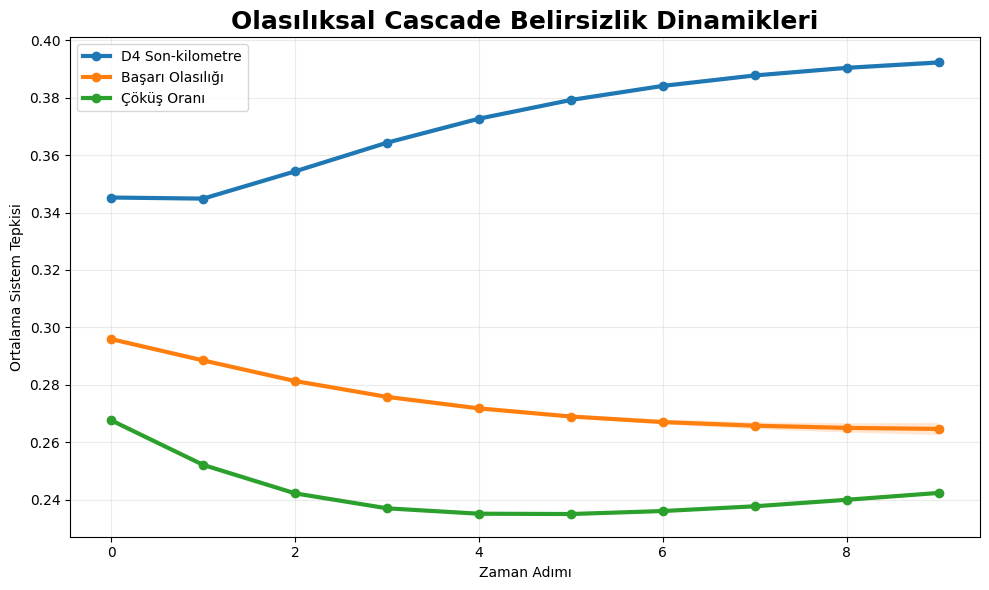 Olasılıksal Cascade Belirsizlik Dinamikleri
D4 Son-kilometre
Başarı Olasılığı
Çöküş Oranı
Ortalama Sistem Tepkisi
0.40
0.38
0.36
0.34
0.32
0.30
0.28
0.26
0.24
0 2 4 6 8
Zaman Adımı